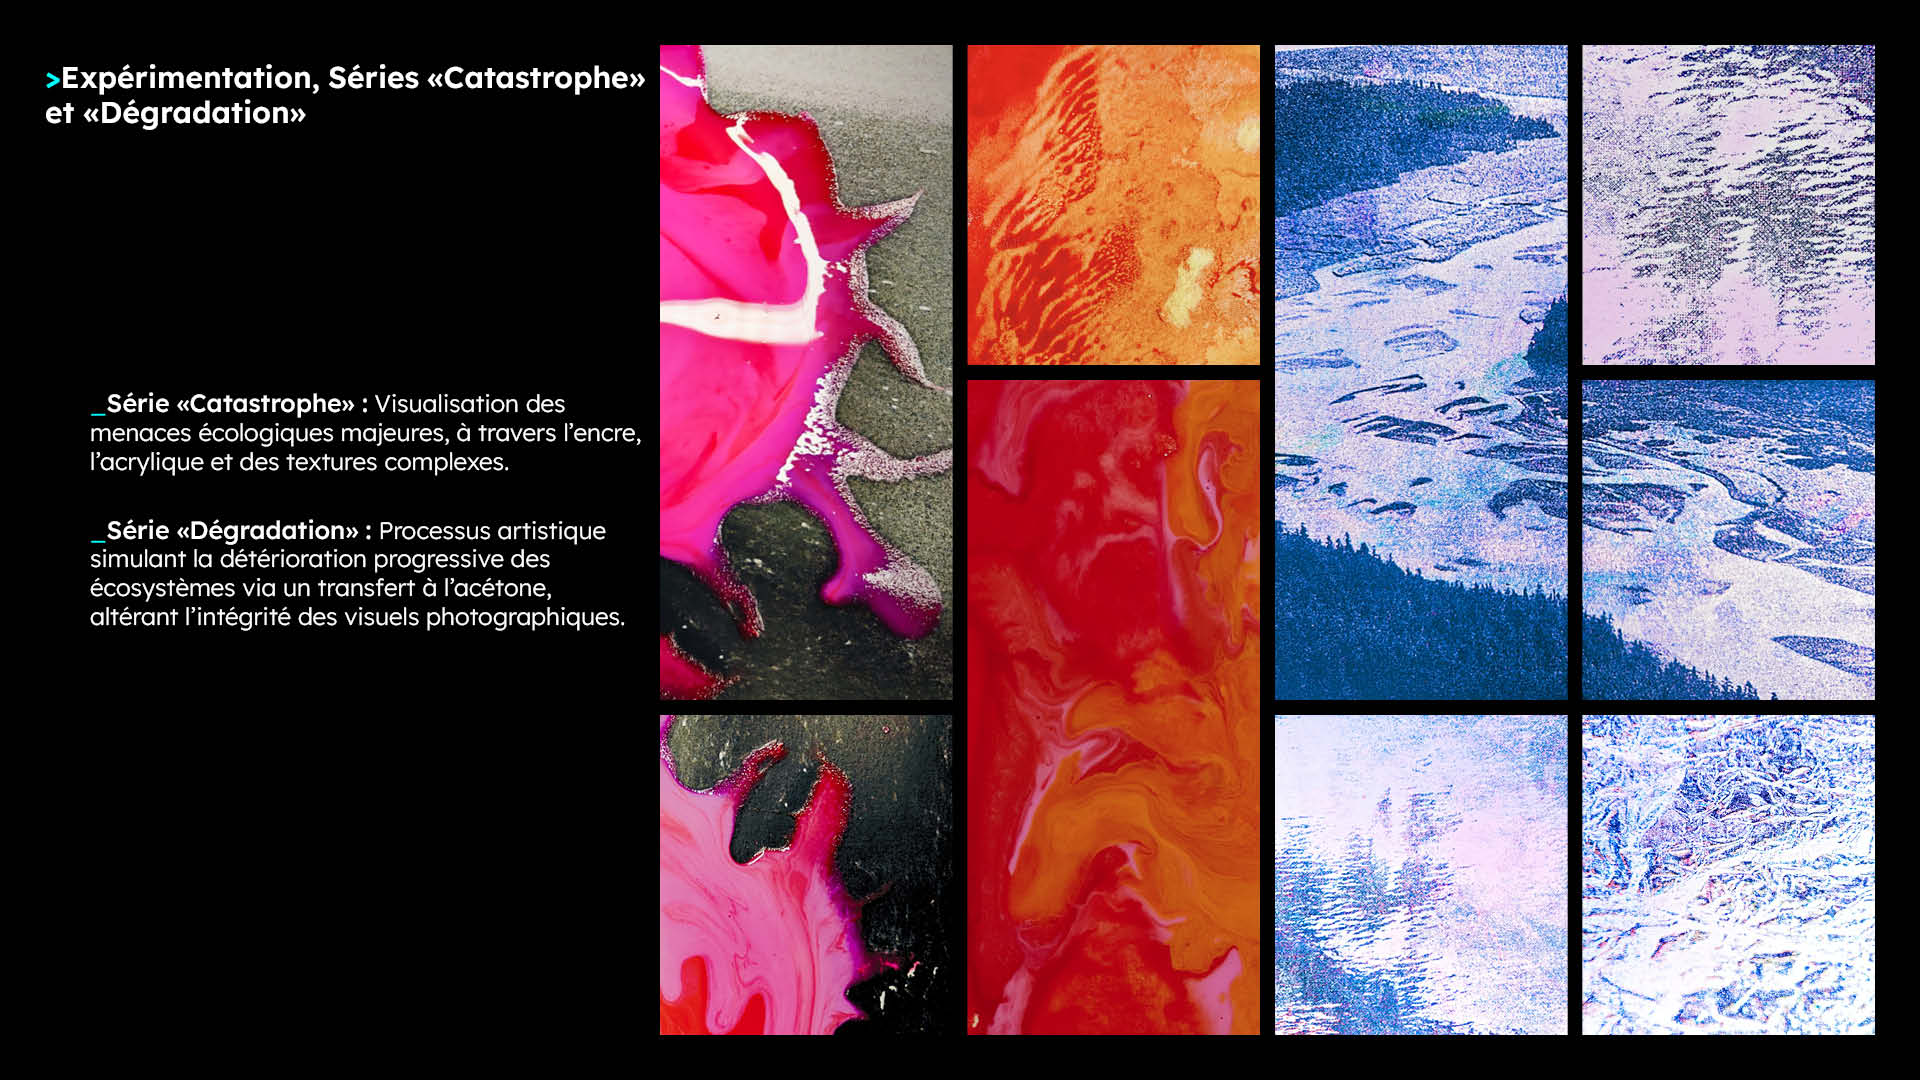 >Expérimentation, Séries «Catastrophe»
et «Dégradation»
_Série «Catastrophe» : Visualisation des
menaces écologiques majeures, à travers l’encre,
l’acrylique et des textures complexes.
_Série «Dégradation» : Processus artistique
simulant la détérioration progressive des
écosystèmes via un transfert à l’acétone,
altérant l’intégrité des visuels photographiques.